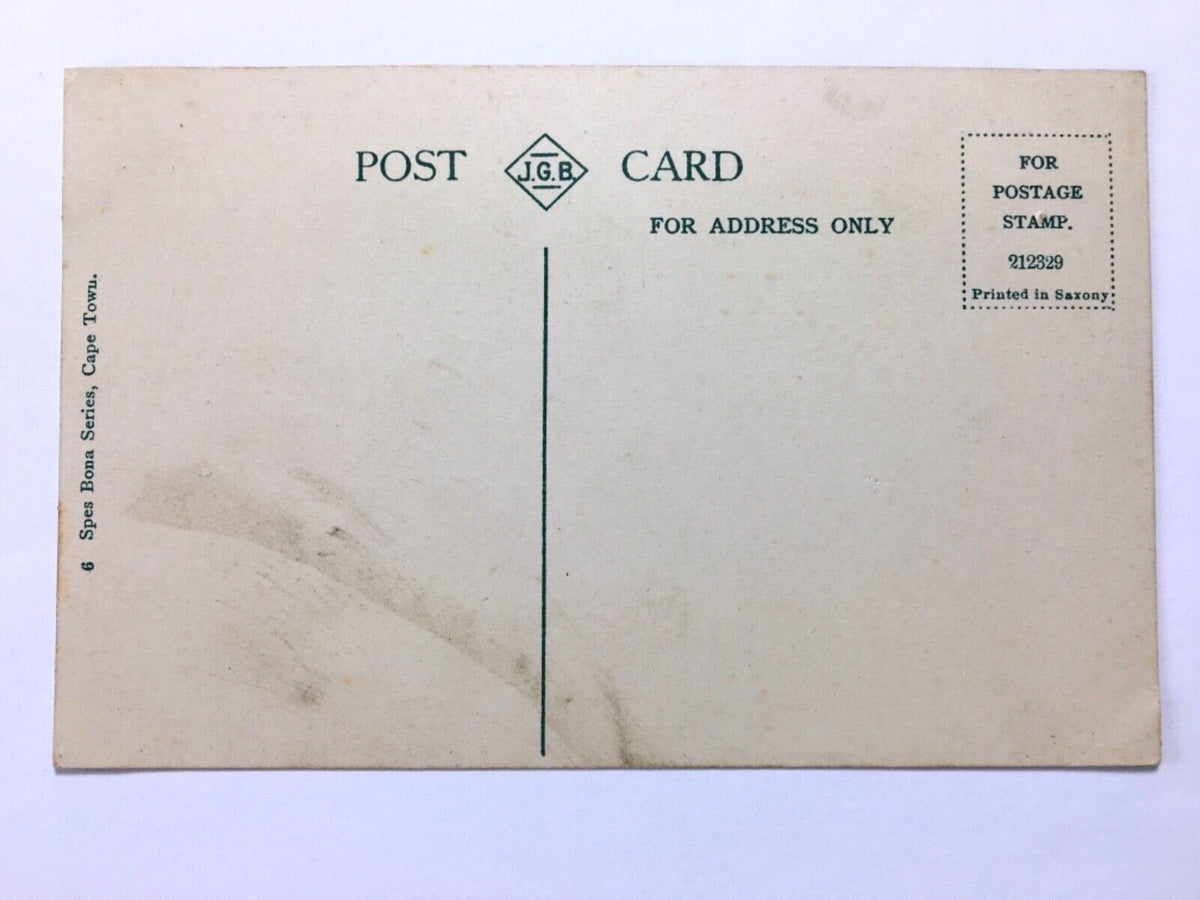 POST J.G.B. CARD
FOR ADDRESS ONLY
FOR
POSTAGE
STAMP.
212329
Printed in Saxony
6 Spes Bona Series, Cape Town.